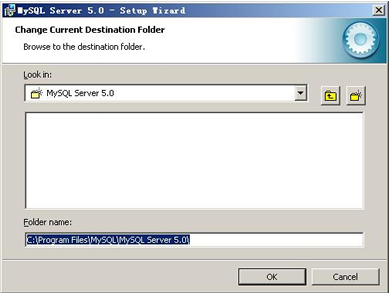 MySQL Server 5.0 - Setup Wizard
Change Current Destination Folder
Browse to the destination folder.
Look in:
MySQL Server 5.0
Folder name:
C:\Program Files\MySQL\MySQL Server 5.0\
OK
Cancel